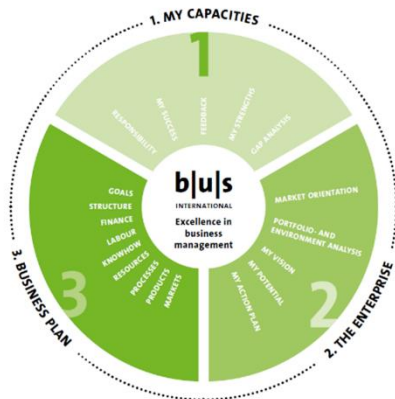 1. MY CAPACITIES
1
RESPONSIBILITY
MY SUCCESS
FEEDBACK
MY STRENGTHS
GAP ANALYSIS
b|u|s
INTERNATIONAL
Excellence in
business
management
MARKET ORIENTATION
PORTFOLIO- AND
ENVIRONMENT ANALYSIS
MY VISION
MY POTENTIAL
MY ACTION PLAN
2
2. THE ENTERPRISE
GOALS
STRUCTURE
FINANCE
LABOUR
KNOWHOW
RESOURCES
PROCESSES
PRODUCTS
MARKETS
3
3. BUSINESS PLAN